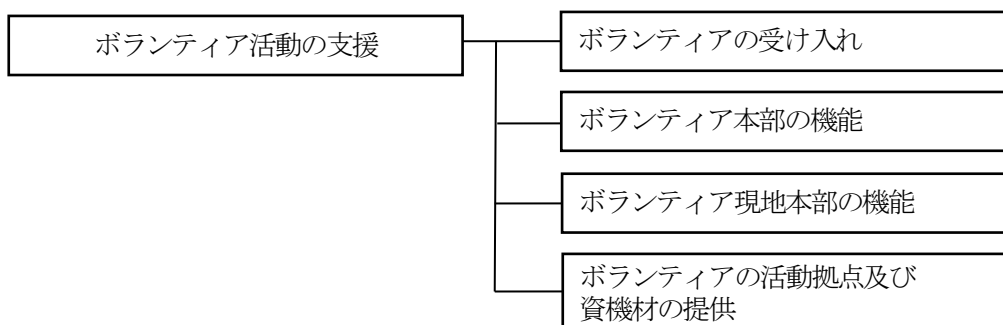 ボランティア活動の支援
ボランティアの受け入れ
ボランティア本部の機能
ボランティア現地本部の機能
ボランティアの活動拠点及び
資機材の提供